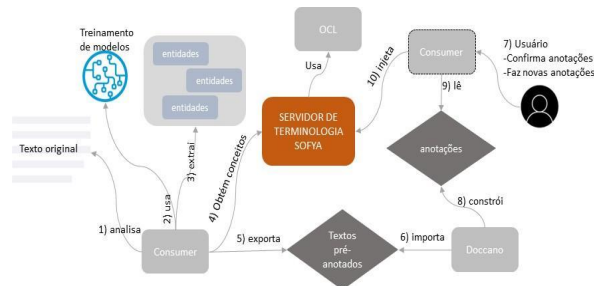 Treinamento
de modelos
entidades
entidades
entidades
OCL
Usa
Consumer
7) Usuário
-Confirma anotações
-Faz novas anotações
10) injeta
9) lê
SERVIDOR DE
TERMINOLOGIA
SOFYA
Texto original
anotações
1) analisa
2) usa
3) extraí
4) Obtém conceitos
8) constrói
Consumer
5) exporta
Textos
pré-
anotados
6) importa
Doccano